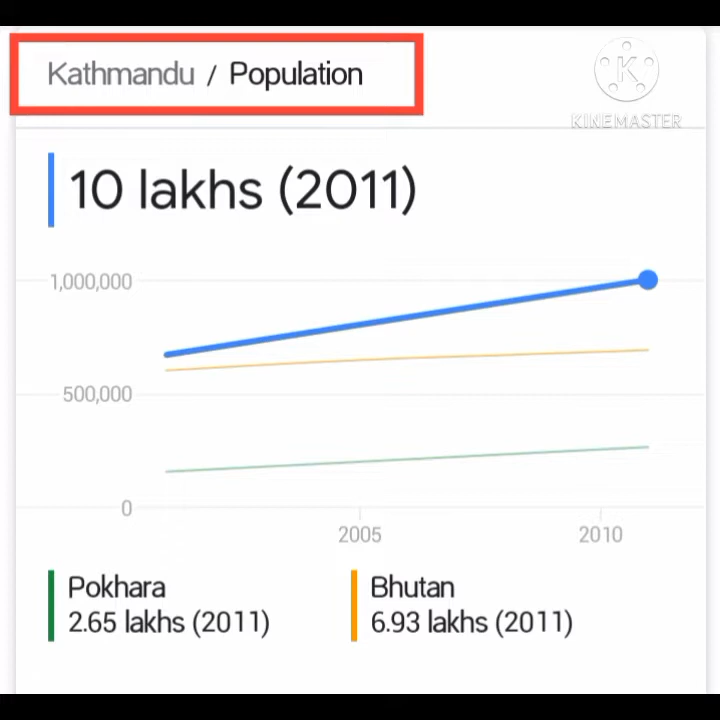 Kathmandu / Population
K
KINEMASTER
10 lakhs (2011)
1,000,000
500,000
0
2005 2010
Pokhara Bhutan
2.65 lakhs (2011) 6.93 lakhs (2011)